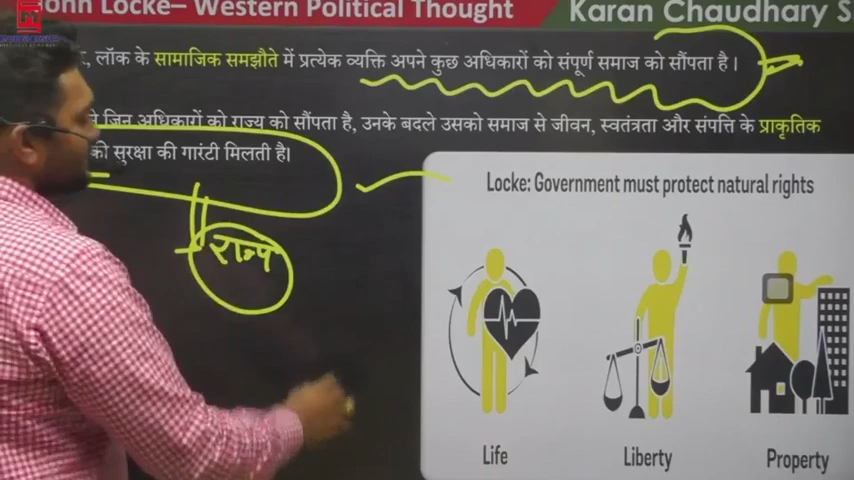 John Locke– Western Political Thought
Karan Chaudhary S
लॉक के सामाजिक समझौते में प्रत्येक व्यक्ति अपने कुछ अधिकारों को संपूर्ण समाज को सौंपता है।
जिन अधिकारों को राज्य को सौंपता है, उनके बदले उसको समाज से जीवन, स्वतंत्रता और संपत्ति के प्राकृतिक
की सुरक्षा की गारंटी मिलती है।
राज्य
Locke: Government must protect natural rights
Life
Liberty
Property